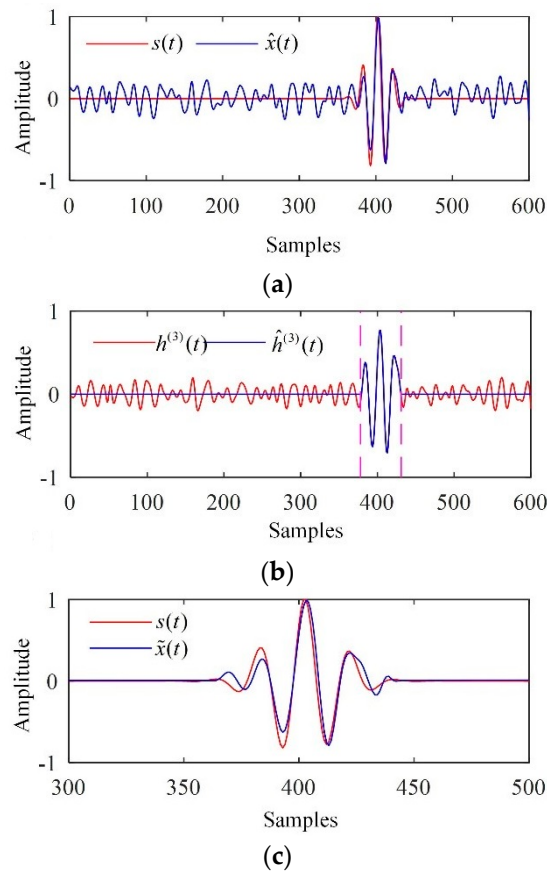 1
s(t) x̂(t)
Amplitude
0
-1
0 100 200 300 400 500 600
Samples
(a)
1
h⁽³⁾(t) ĥ⁽³⁾(t)
Amplitude
0
-1
0 100 200 300 400 500 600
Samples
(b)
1
s(t)
x̃(t)
Amplitude
0
-1
300 350 400 450 500
Samples
(c)